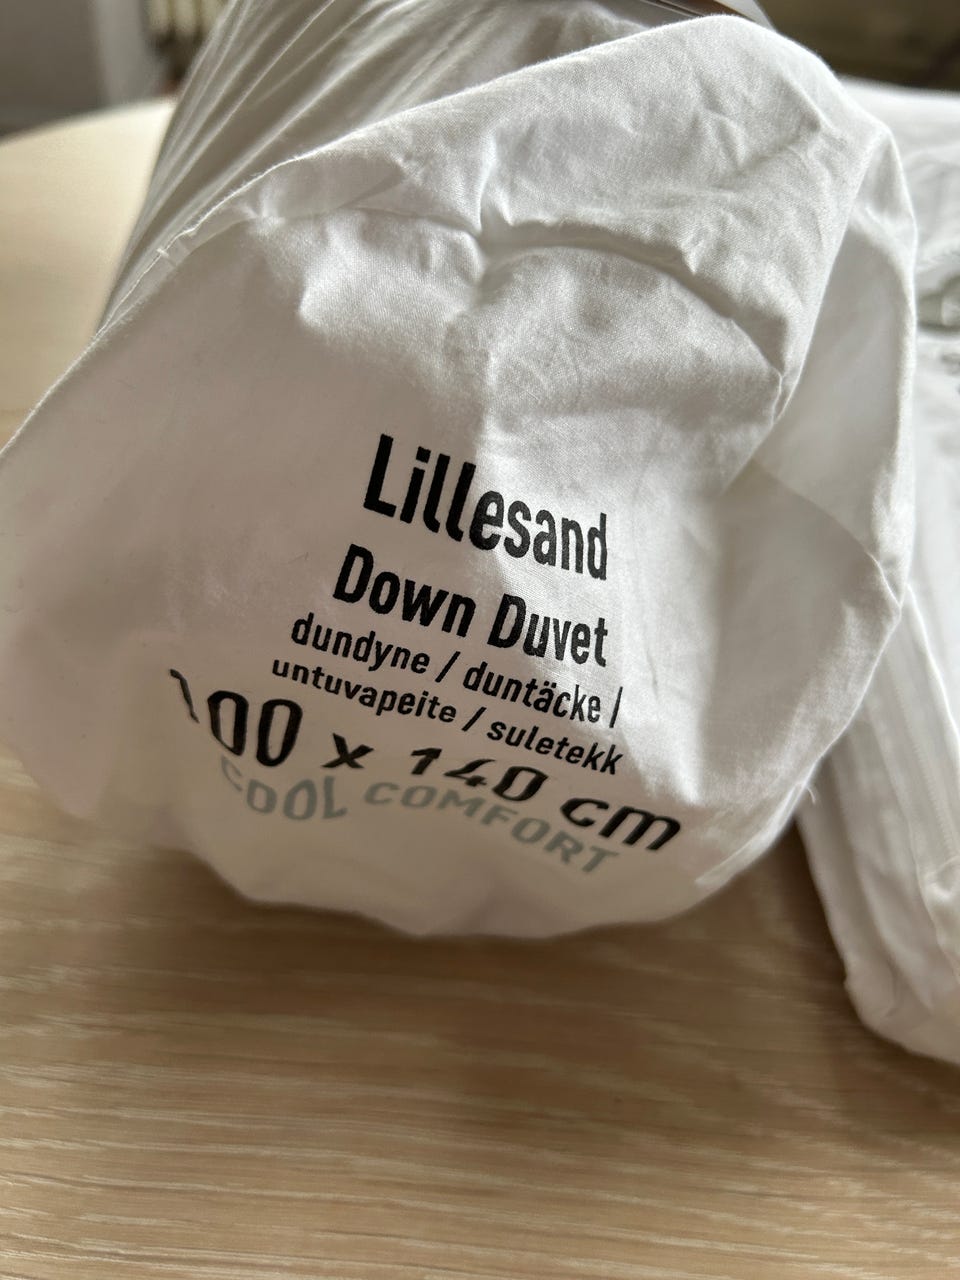 Lillesand
Down Duvet
dundyne / duntäcke /
untuvapeite / suletekk
100 x 140 cm
COOL COMFORT